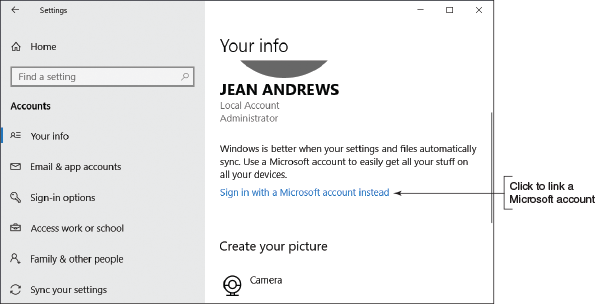 Settings
Home
Find a setting
Accounts
Your info
Email & app accounts
Sign-in options
Access work or school
Family & other people
Sync your settings
Your info
JEAN ANDREWS
Local Account
Administrator
Windows is better when your settings and files automatically
sync. Use a Microsoft account to easily get all your stuff on
all your devices.
Sign in with a Microsoft account instead
Create your picture
Camera
Click to link a
Microsoft account